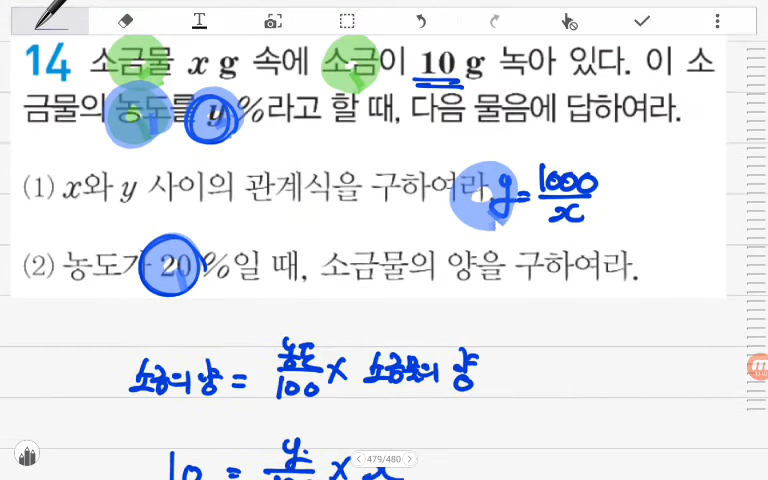 14 소금물 x g 속에 소금이 10 g 녹아 있다. 이 소
금물의 농도를 y %라고 할 때, 다음 물음에 답하여라.
(1) x와 y 사이의 관계식을 구하여라. y = 1000/x
(2) 농도가 20 %일 때, 소금물의 양을 구하여라.
소금의 양 = 농도/100 × 소금물의 양
10 = y/100 × x
479/480